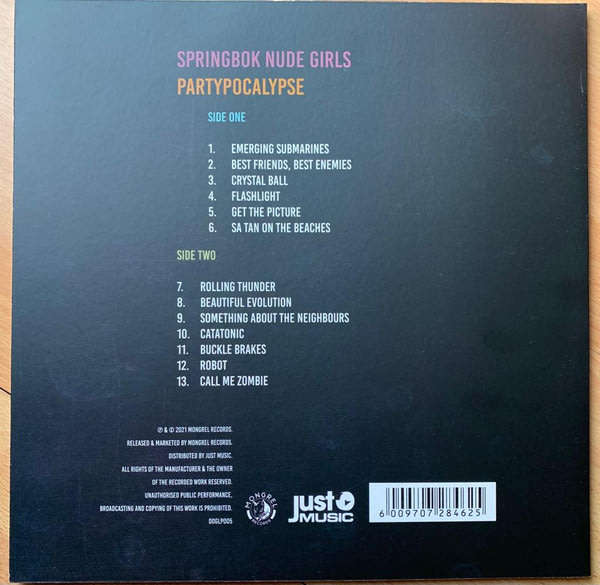 SPRINGBOK NUDE GIRLS
PARTYPOCALYPSE
SIDE ONE
1. EMERGING SUBMARINES
2. BEST FRIENDS, BEST ENEMIES
3. CRYSTAL BALL
4. FLASHLIGHT
5. GET THE PICTURE
6. SA TAN ON THE BEACHES
SIDE TWO
7. ROLLING THUNDER
8. BEAUTIFUL EVOLUTION
9. SOMETHING ABOUT THE NEIGHBOURS
10. CATATONIC
11. BUCKLE BRAKES
12. ROBOT
13. CALL ME ZOMBIE
℗ & © 2021 MONGREL RECORDS.
RELEASED & MARKETED BY MONGREL RECORDS.
DISTRIBUTED BY JUST MUSIC.
ALL RIGHTS OF THE MANUFACTURER & THE OWNER
OF THE RECORDED WORK RESERVED.
UNAUTHORISED PUBLIC PERFORMANCE,
BROADCASTING AND COPYING OF THIS WORK IS PROHIBITED.
DOGLP005
MONGREL
RECORDS
just
MUSIC
6 009707 284625